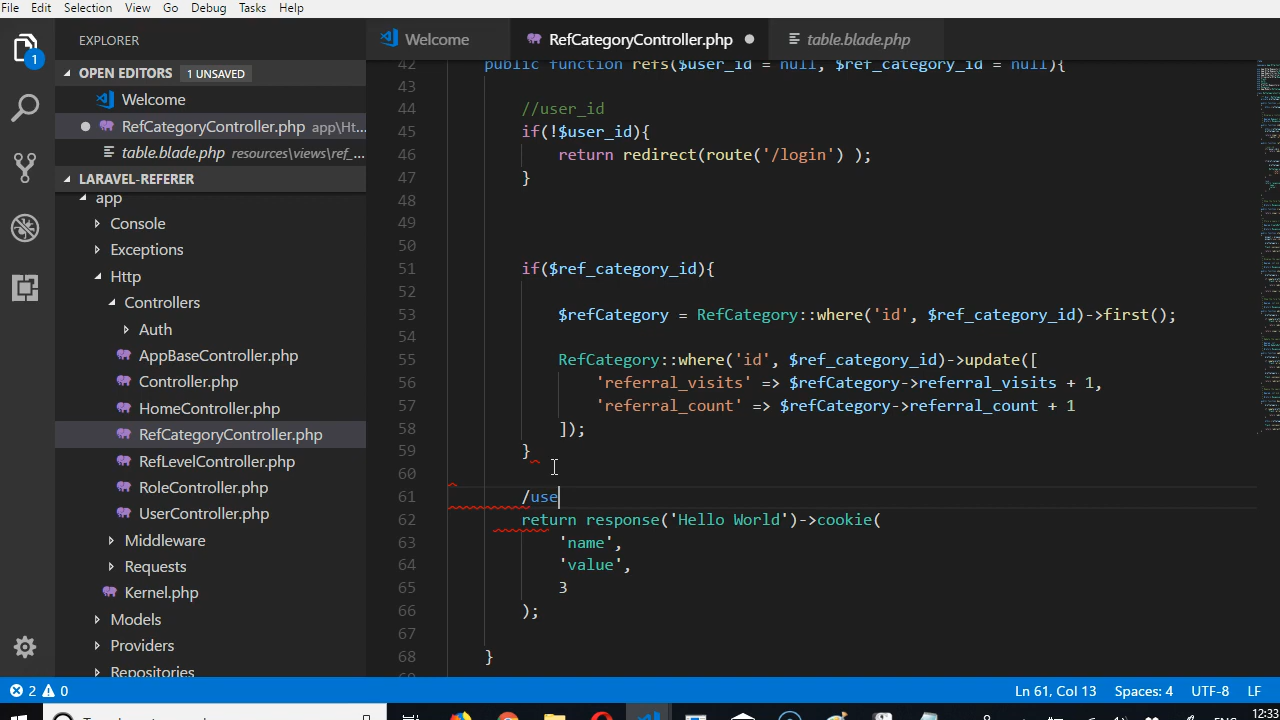 File Edit Selection View Go Debug Tasks Help
EXPLORER
Welcome RefCategoryController.php table.blade.php
OPEN EDITORS 1 UNSAVED
Welcome
RefCategoryController.php app\Ht...
table.blade.php resources\views\ref_...
LARAVEL-REFERER
app
Console
Exceptions
Http
Controllers
Auth
AppBaseController.php
Controller.php
HomeController.php
RefCategoryController.php
RefLevelController.php
RoleController.php
UserController.php
Middleware
Requests
Kernel.php
Models
Providers
Repositories
1
42 public function refs($user_id = null, $ref_category_id = null){
43
44 //user_id
45 if(!$user_id){
46 return redirect(route('/login') );
47 }
48
49
50
51 if($ref_category_id){
52
53 $refCategory = RefCategory::where('id', $ref_category_id)->first();
54
55 RefCategory::where('id', $ref_category_id)->update([
56 'referral_visits' => $refCategory->referral_visits + 1,
57 'referral_count' => $refCategory->referral_count + 1
58 ]);
59 }
60
61 /use
62 return response('Hello World')->cookie(
63 'name',
64 'value',
65 3
66 );
67
68 }
2 0 Ln 61, Col 13 Spaces: 4 UTF-8 LF
12:33